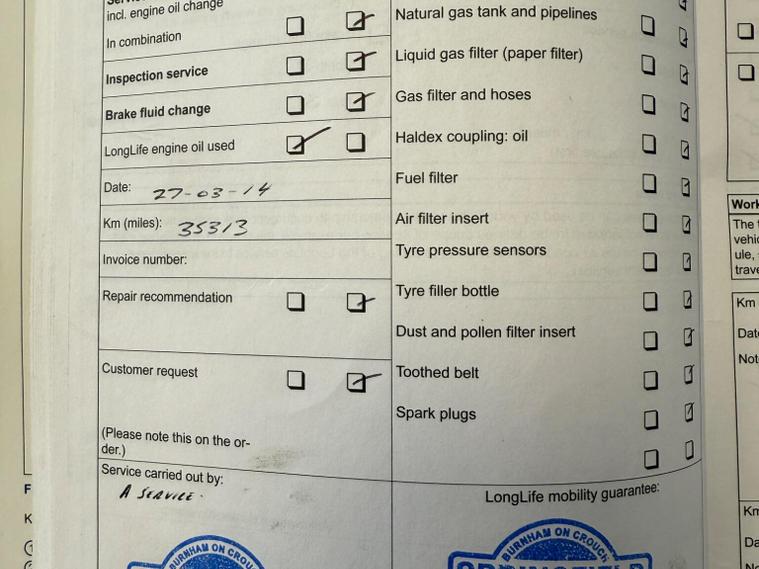 incl. engine oil change
In combination
Inspection service
Brake fluid change
LongLife engine oil used
Date: 27-03-14
Km (miles): 35313
Invoice number:
Repair recommendation
Customer request
(Please note this on the or-
der.)
Service carried out by:
A SERVICE.
BURNHAM ON CROUCH
Natural gas tank and pipelines
Liquid gas filter (paper filter)
Gas filter and hoses
Haldex coupling: oil
Fuel filter
Air filter insert
Tyre pressure sensors
Tyre filler bottle
Dust and pollen filter insert
Toothed belt
Spark plugs
LongLife mobility guarantee:
BURNHAM ON CROUCH
Work
The
vehic
ule,
trave
Km
Date
Not
Km
Da
F
K